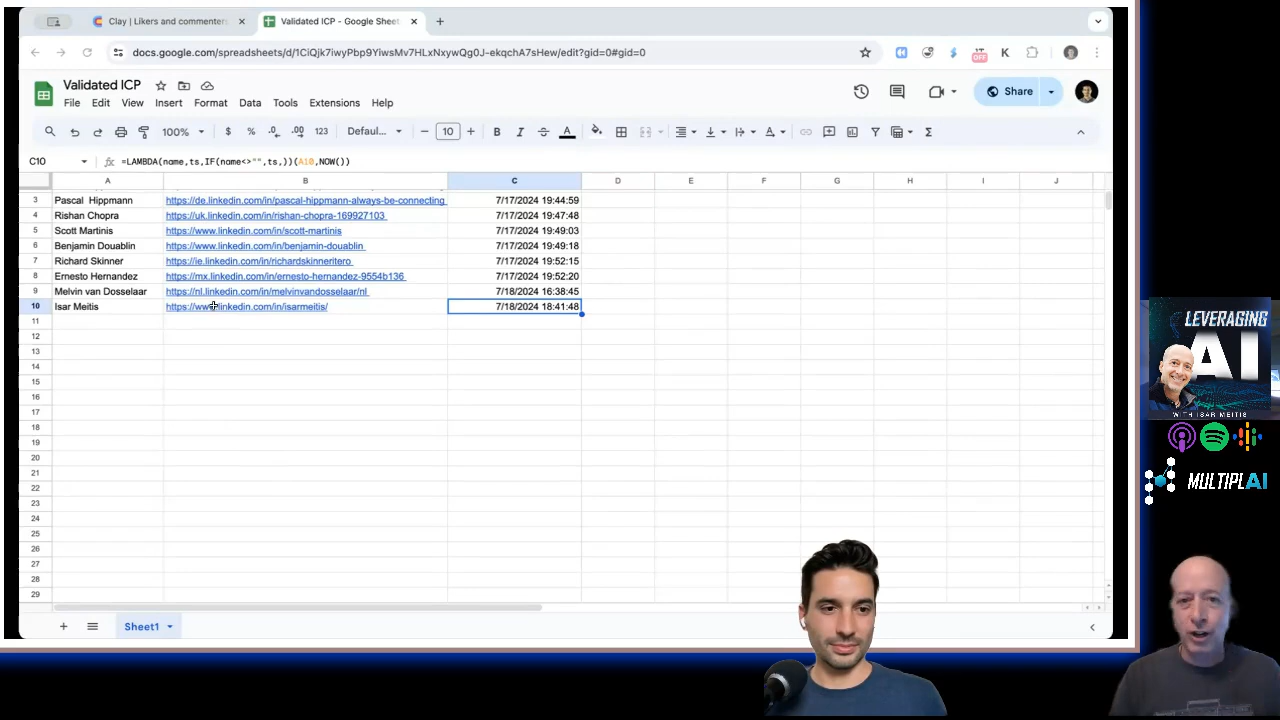 Clay | Likers and commenters
Validated ICP - Google Sheet
docs.google.com/spreadsheets/d/1CiQjk7iwyPbp9YiwsMv7HLxNxywQg0J-ekqchA7sHew/edit?gid=0#gid=0
OFF
K
Validated ICP
Share
File Edit View Insert Format Data Tools Extensions Help
100% $ % .0 .00 123 Defaul... 10 B I A
C10 fx =LAMBDA(name,ts,IF(name<>"",ts,))(A10,NOW())
A B C D E F G H I J
3 Pascal Hippmann https://de.linkedin.com/in/pascal-hippmann-always-be-connecting 7/17/2024 19:44:59
4 Rishan Chopra https://uk.linkedin.com/in/rishan-chopra-169927103 7/17/2024 19:47:48
5 Scott Martinis https://www.linkedin.com/in/scott-martinis 7/17/2024 19:49:03
6 Benjamin Douablin https://www.linkedin.com/in/benjamin-douablin 7/17/2024 19:49:18
7 Richard Skinner https://ie.linkedin.com/in/richardskinneritero 7/17/2024 19:52:15
8 Ernesto Hernandez https://mx.linkedin.com/in/ernesto-hernandez-9554b136 7/17/2024 19:52:20
9 Melvin van Dosselaar https://nl.linkedin.com/in/melvinvandosselaar/nl 7/18/2024 16:38:45
10 Isar Meitis https://www.linkedin.com/in/isarmeitis/ 7/18/2024 18:41:48
11
12
13
14
15
16
17
18
19
20
21
22
23
24
25
26
27
28
29
Sheet1
LEVERAGING
AI
WITH ISAR MEITIS
MULTIPLAI